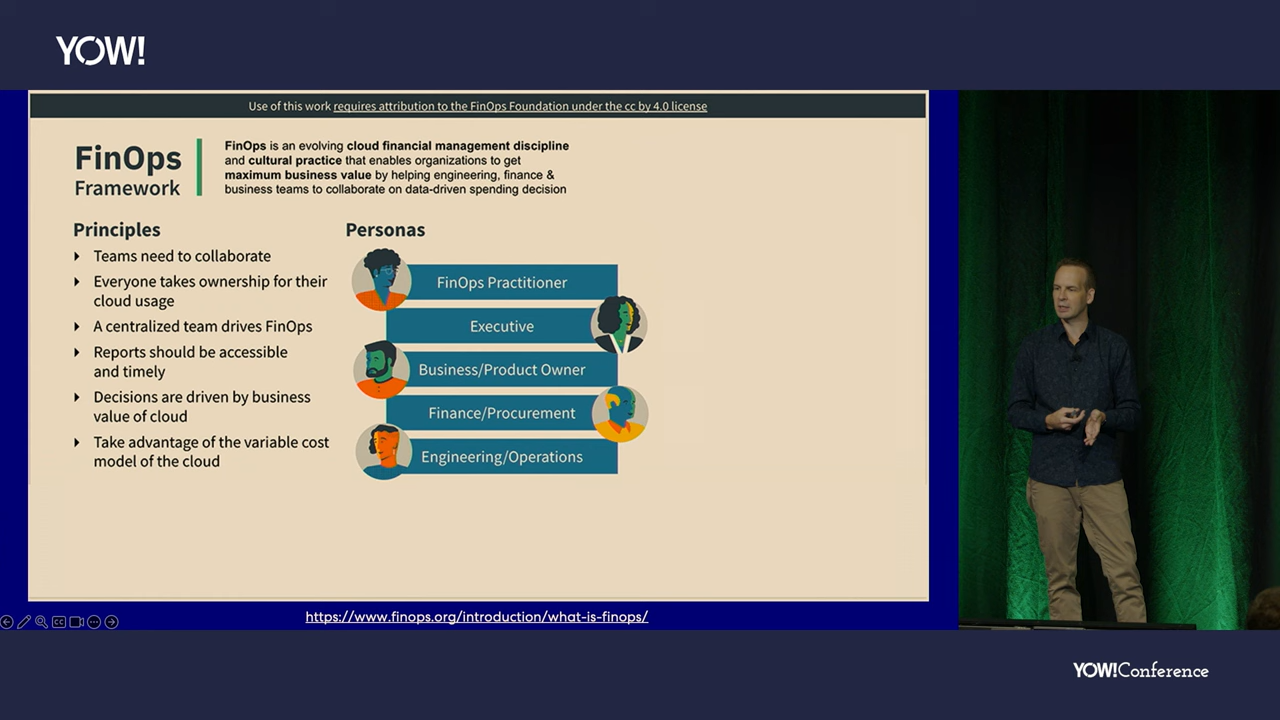 YOW!
Use of this work requires attribution to the FinOps Foundation under the cc by 4.0 license
FinOps
Framework
FinOps is an evolving cloud financial management discipline
and cultural practice that enables organizations to get
maximum business value by helping engineering, finance &
business teams to collaborate on data-driven spending decision
Principles
Teams need to collaborate
Everyone takes ownership for their
cloud usage
A centralized team drives FinOps
Reports should be accessible
and timely
Decisions are driven by business
value of cloud
Take advantage of the variable cost
model of the cloud
Personas
FinOps Practitioner
Executive
Business/Product Owner
Finance/Procurement
Engineering/Operations
CC
https://www.finops.org/introduction/what-is-finops/
YOW!Conference